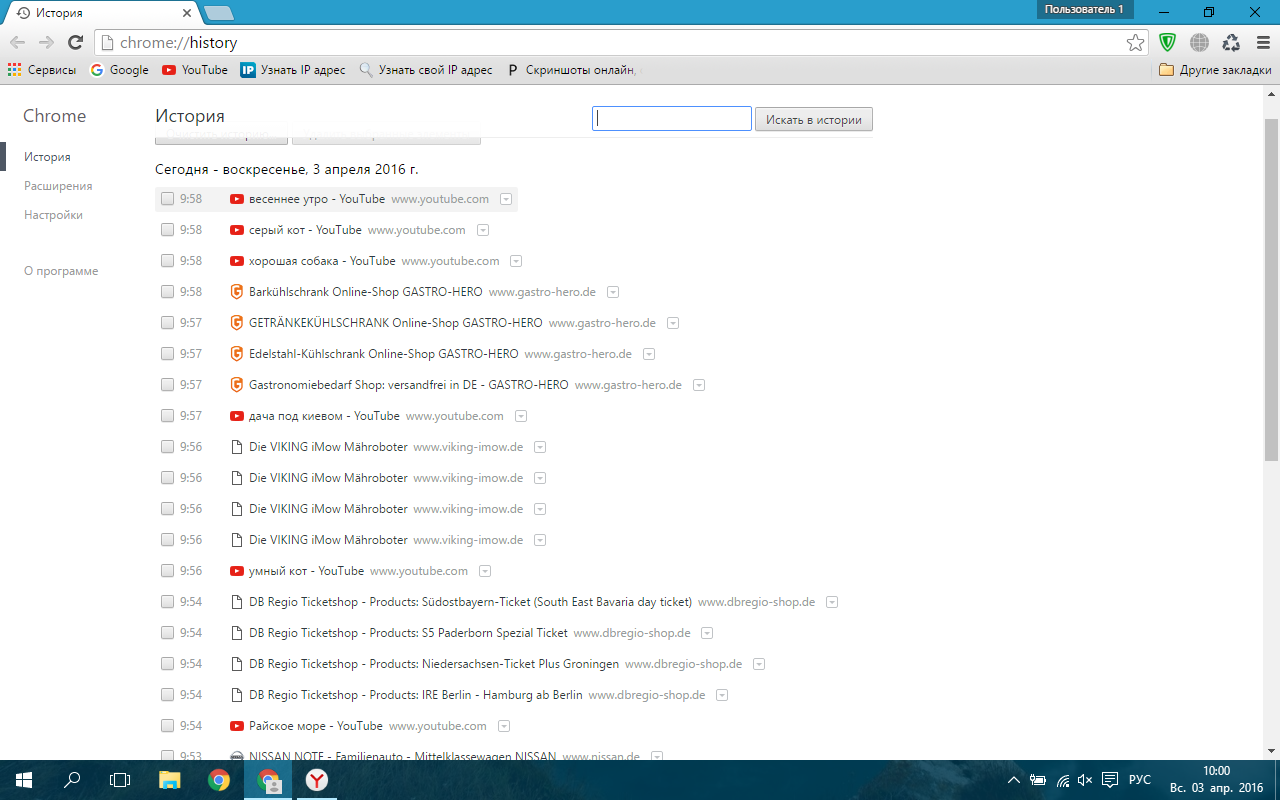 История
Пользователь 1
chrome://history
Сервисы Google YouTube Узнать IP адрес Узнать свой IP адрес Скриншоты онлайн, Другие закладки
Chrome
История
Расширения
Настройки
О программе
История
Искать в истории
Сегодня - воскресенье, 3 апреля 2016 г.
9:58 весеннее утро - YouTube www.youtube.com
9:58 серый кот - YouTube www.youtube.com
9:58 хорошая собака - YouTube www.youtube.com
9:58 Barkühlschrank Online-Shop GASTRO-HERO www.gastro-hero.de
9:57 GETRÄNKEKÜHLSCHRANK Online-Shop GASTRO-HERO www.gastro-hero.de
9:57 Edelstahl-Kühlschrank Online-Shop GASTRO-HERO www.gastro-hero.de
9:57 Gastronomiebedarf Shop: versandfrei in DE - GASTRO-HERO www.gastro-hero.de
9:57 дача под киевом - YouTube www.youtube.com
9:56 Die VIKING iMow Mähroboter www.viking-imow.de
9:56 Die VIKING iMow Mähroboter www.viking-imow.de
9:56 Die VIKING iMow Mähroboter www.viking-imow.de
9:56 Die VIKING iMow Mähroboter www.viking-imow.de
9:56 умный кот - YouTube www.youtube.com
9:54 DB Regio Ticketshop - Products: Südostbayern-Ticket (South East Bavaria day ticket) www.dbregio-shop.de
9:54 DB Regio Ticketshop - Products: S5 Paderborn Spezial Ticket www.dbregio-shop.de
9:54 DB Regio Ticketshop - Products: Niedersachsen-Ticket Plus Groningen www.dbregio-shop.de
9:54 DB Regio Ticketshop - Products: IRE Berlin - Hamburg ab Berlin www.dbregio-shop.de
9:54 Райское море - YouTube www.youtube.com
9:53 NISSAN NOTE - Familienauto - Mittelklassewagen NISSAN www.nissan.de
РУС
10:00
Вс. 03 апр. 2016